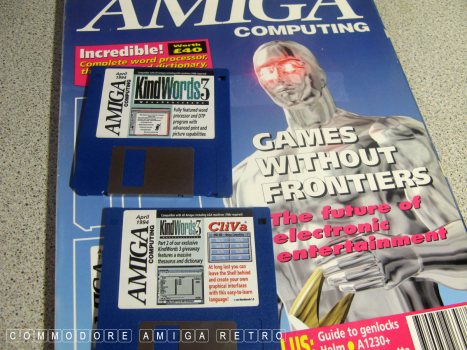 AMIGA
COMPUTING
Incredible! Worth £40
Complete word processor,
dictionary,
April
1994
AMIGA
COMPUTING
KindWords3
Fully featured word
processor and DTP
program with
advanced print and
picture capabilities
GAMES
WITHOUT
FRONTIERS
The future of
electronic
entertainment
April
1994
AMIGA
COMPUTING
KindWords3
Part 2 of our exclusive
KindWords 3 giveaway
features a massive
thesaurus and dictionary
CliVa
At long last you can
leave the Shell behind
and create your own
graphical interfaces
with this easy-to-learn
language!
US: Guide to genlocks
Helm • A1230+
COMMODORE AMIGA RETRO